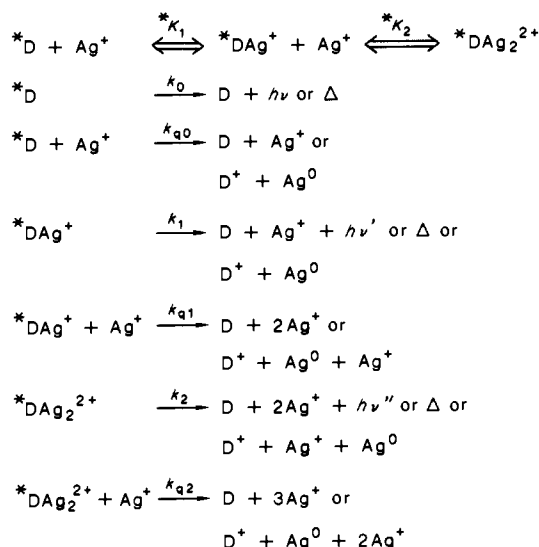 *D + Ag⁺ ⇔ *K₁ *DAg⁺ + Ag⁺ ⇔ *K₂ *DAg₂²⁺
*D k₀ → D + hν or Δ
*D + Ag⁺ kq0 → D + Ag⁺ or
D⁺ + Ag⁰
*DAg⁺ k₁ → D + Ag⁺ + hν′ or Δ or
D⁺ + Ag⁰
*DAg⁺ + Ag⁺ kq1 → D + 2Ag⁺ or
D⁺ + Ag⁰ + Ag⁺
*DAg₂²⁺ k₂ → D + 2Ag⁺ + hν″ or Δ or
D⁺ + Ag⁺ + Ag⁰
*DAg₂²⁺ + Ag⁺ kq2 → D + 3Ag⁺ or
D⁺ + Ag⁰ + 2Ag⁺